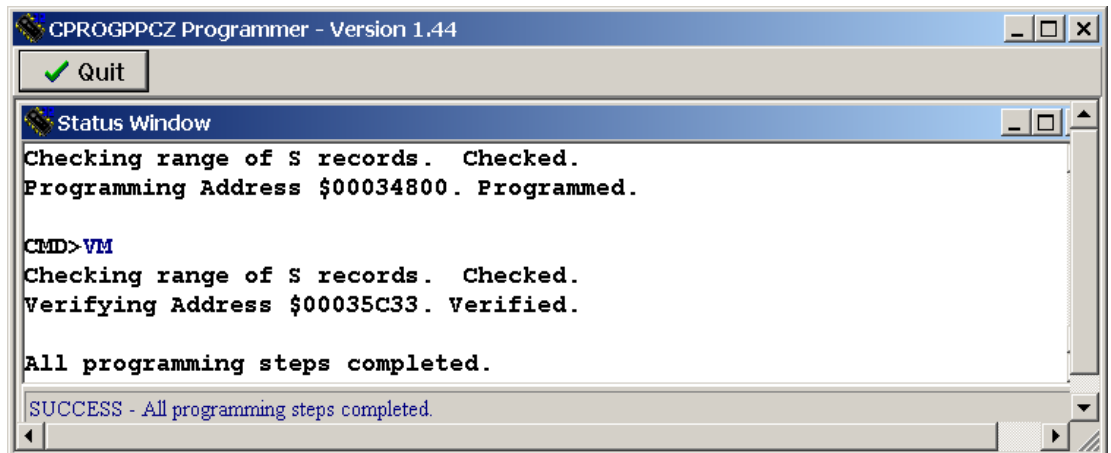 CPROGPPCZ Programmer - Version 1.44
Quit
Status Window
Checking range of S records.  Checked.
Programming Address $00034800. Programmed.
CMD>VM
Checking range of S records.  Checked.
Verifying Address $00035C33. Verified.
All programming steps completed.
SUCCESS - All programming steps completed.